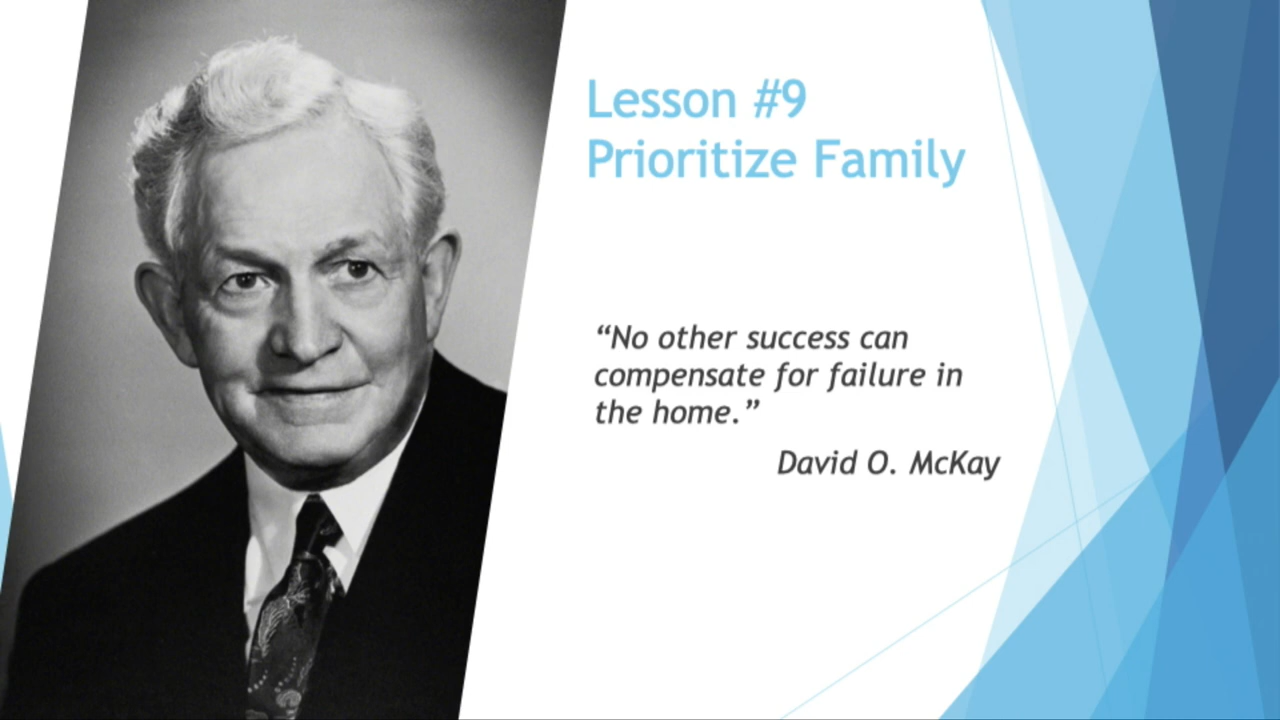 Lesson #9
Prioritize Family
“No other success can
compensate for failure in
the home.”
David O. McKay